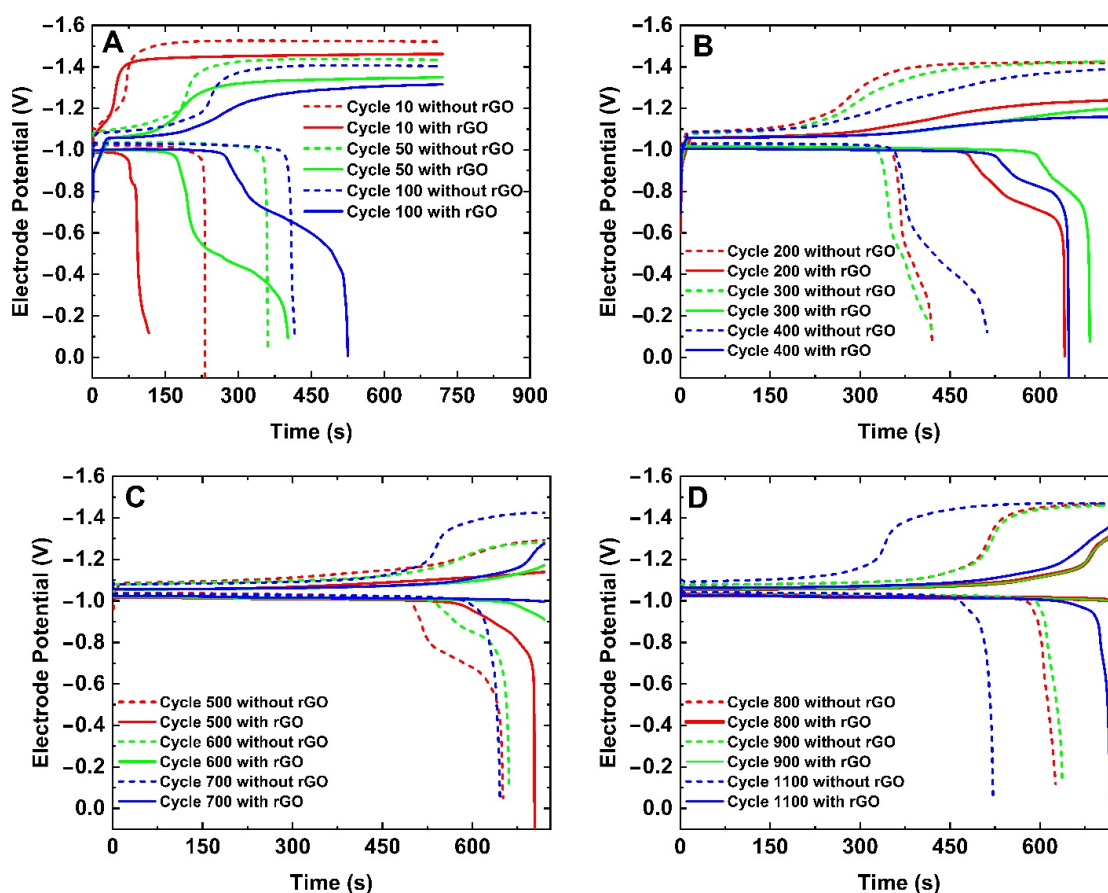 A
Electrode Potential (V)
−1.6
−1.4
−1.2
−1.0
−0.8
−0.6
−0.4
−0.2
0.0
Cycle 10 without rGO
Cycle 10 with rGO
Cycle 50 without rGO
Cycle 50 with rGO
Cycle 100 without rGO
Cycle 100 with rGO
0 150 300 450 600 750 900
Time (s)
B
Electrode Potential (V)
−1.6
−1.4
−1.2
−1.0
−0.8
−0.6
−0.4
−0.2
0.0
Cycle 200 without rGO
Cycle 200 with rGO
Cycle 300 without rGO
Cycle 300 with rGO
Cycle 400 without rGO
Cycle 400 with rGO
0 150 300 450 600
Time (s)
C
Electrode Potential (V)
−1.6
−1.4
−1.2
−1.0
−0.8
−0.6
−0.4
−0.2
0.0
Cycle 500 without rGO
Cycle 500 with rGO
Cycle 600 without rGO
Cycle 600 with rGO
Cycle 700 without rGO
Cycle 700 with rGO
0 150 300 450 600
Time (s)
D
Electrode Potential (V)
−1.6
−1.4
−1.2
−1.0
−0.8
−0.6
−0.4
−0.2
0.0
Cycle 800 without rGO
Cycle 800 with rGO
Cycle 900 without rGO
Cycle 900 with rGO
Cycle 1100 without rGO
Cycle 1100 with rGO
0 150 300 450 600
Time (s)